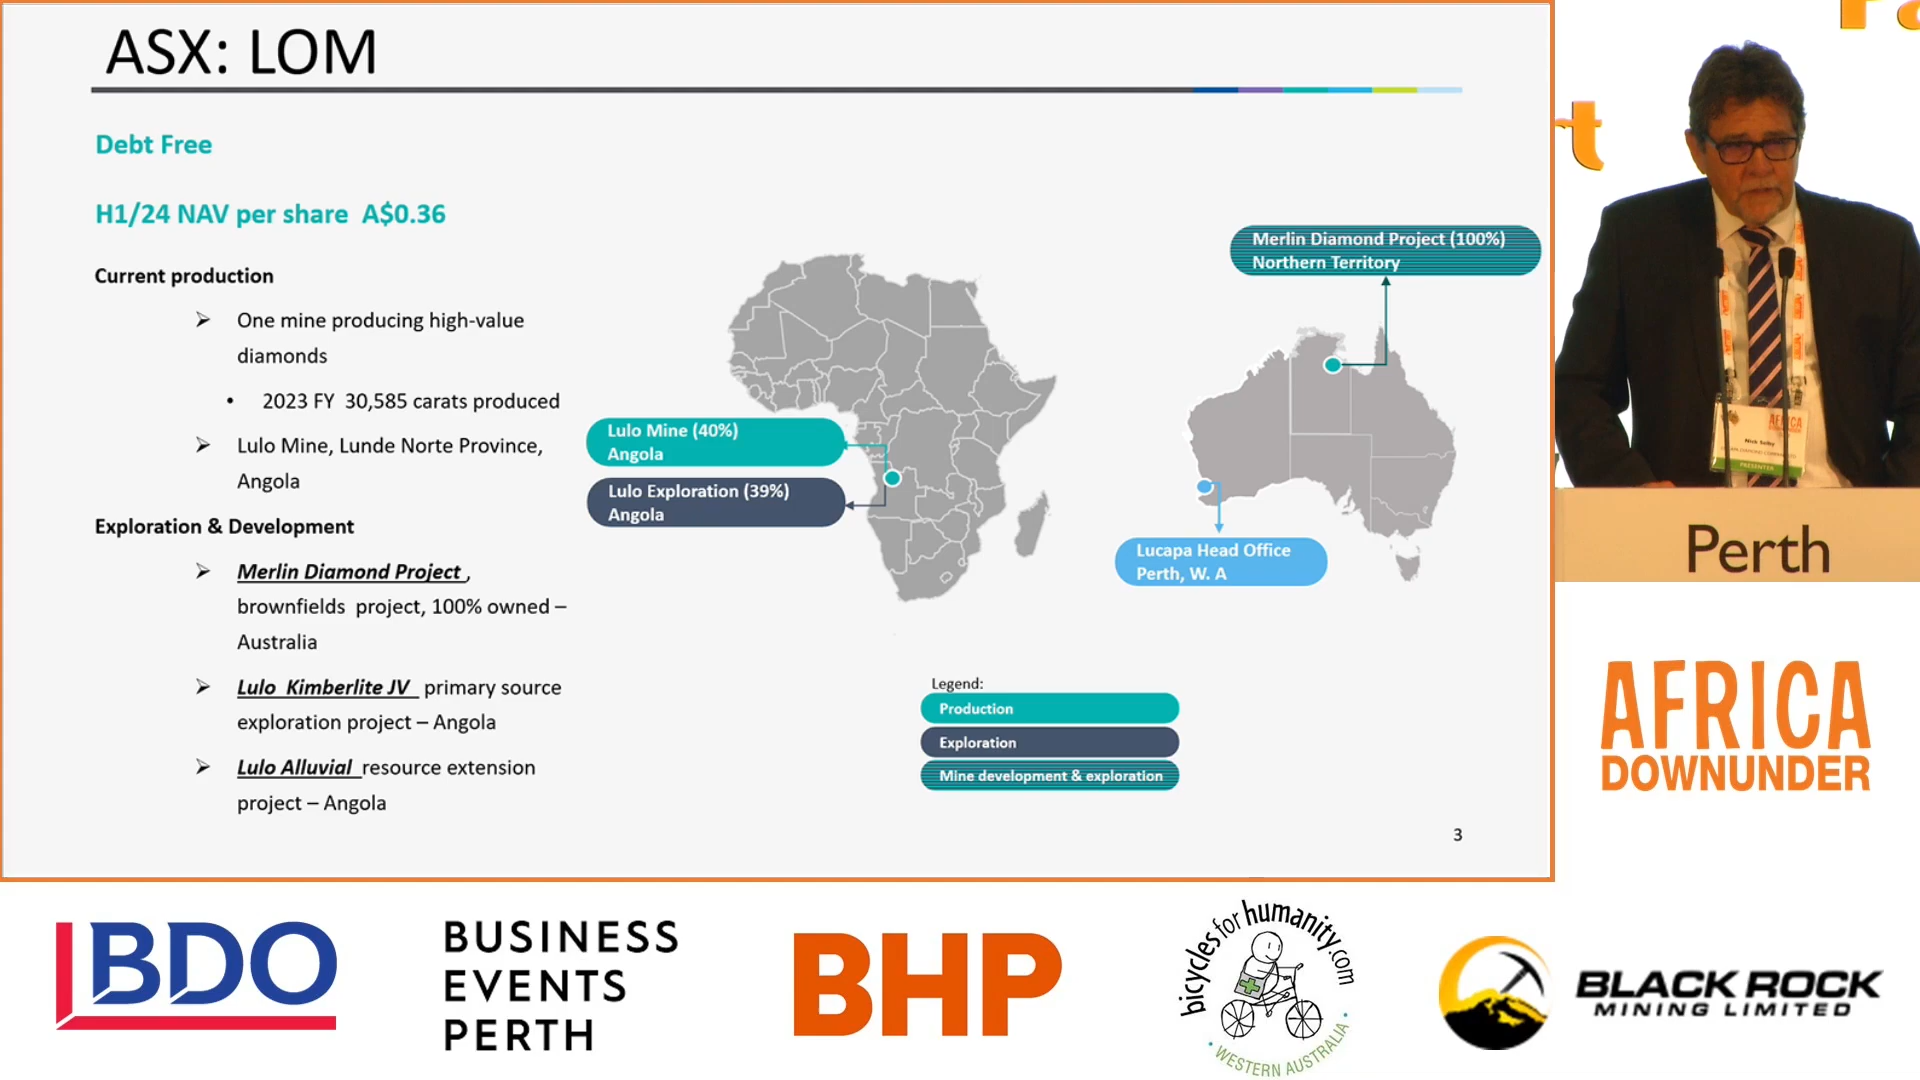 ASX: LOM
Debt Free
H1/24 NAV per share A$0.36
Current production
➢ One mine producing high-value
diamonds
• 2023 FY 30,585 carats produced
➢ Lulo Mine, Lunde Norte Province,
Angola
Exploration & Development
➢ Merlin Diamond Project ,
brownfields project, 100% owned –
Australia
➢ Lulo Kimberlite JV primary source
exploration project – Angola
➢ Lulo Alluvial resource extension
project – Angola
Lulo Mine (40%)
Angola
Lulo Exploration (39%)
Angola
Merlin Diamond Project (100%)
Northern Territory
Lucapa Head Office
Perth, W. A
Legend:
Production
Exploration
Mine development & exploration
3
AFRICA
Nick Selby
PRESENTER
Perth
AFRICA
DOWNUNDER
BDO
BUSINESS
EVENTS
PERTH
BHP
bicyclesforhumanity.com
• WESTERN AUSTRALIA •
BLACK ROCK
MINING LIMITED